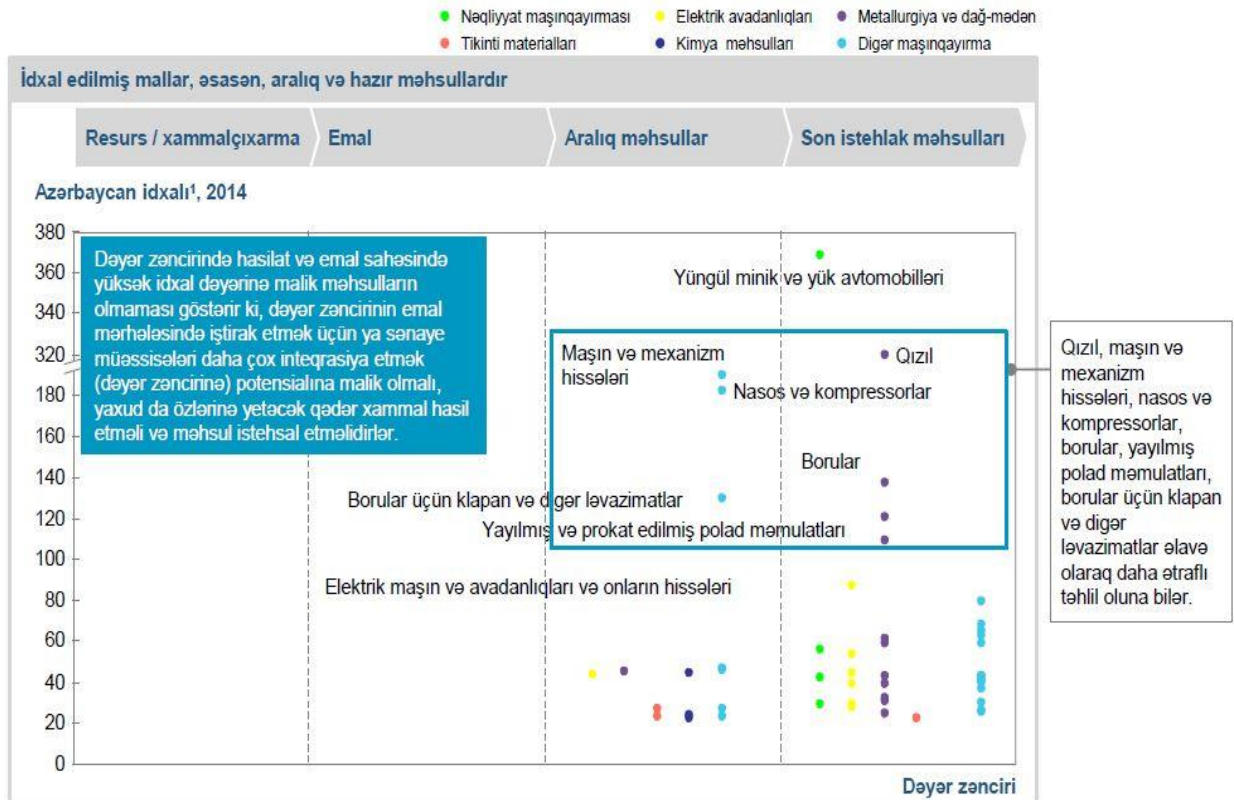 Nəqliyyat maşınqayırması
Elektrik avadanlıqları
Metallurgiya və dağ-mədən
Tikinti materialları
Kimya məhsulları
Digər maşınqayırma
İdxal edilmiş mallar, əsasən, aralıq və hazır məhsullardır
Resurs / xammalçıxarma
Emal
Aralıq məhsullar
Son istehlak məhsulları
Azərbaycan idxalı¹, 2014
380
360
340
320
180
160
140
120
100
80
60
40
20
0
Dəyər zəncirində hasilat və emal sahəsində
yüksək idxal dəyərinə malik məhsulların
olmaması göstərir ki, dəyər zəncirinin emal
mərhələsində iştirak etmək üçün ya sənaye
müəssisələri daha çox inteqrasiya etmək
(dəyər zəncirinə) potensialına malik olmalı,
yaxud da özlərinə yetəcək qədər xammal hasil
etməli və məhsul istehsal etməlidirlər.
Yüngül minik və yük avtomobilləri
Maşın və mexanizm
hissələri
Qızıl
Nasos və kompressorlar
Borular
Borular üçün klapan və digər ləvazimatlar
Yayılmış və prokat edilmiş polad məmulatları
Elektrik maşın və avadanlıqları və onların hissələri
Qızıl, maşın və
mexanizm
hissələri, nasos və
kompressorlar,
borular, yayılmış
polad məmulatları,
borular üçün klapan
və digər
ləvazimatlar əlavə
olaraq daha ətraflı
təhlil oluna bilər.
Dəyər zənciri